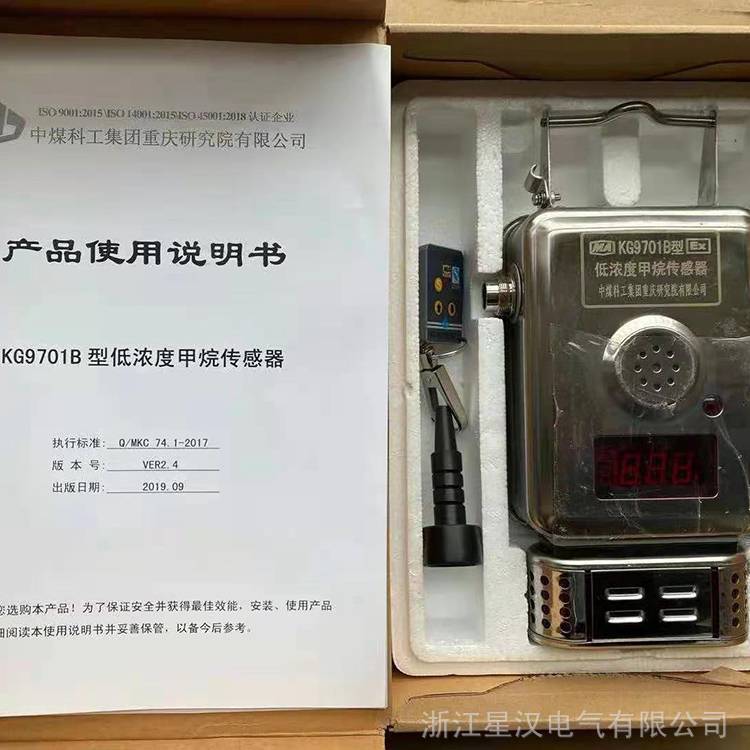 ISO 9001:2015\ISO 14001:2015\ISO 45001:2018 认证企业
中煤科工集团重庆研究院有限公司
产品使用说明书
KG9701B 型低浓度甲烷传感器
执行标准: Q/MKC 74.1-2017
版 本 号: VER2.4
出版日期: 2019.09
您选购本产品！为了保证安全并获得最佳效能，安装、使用产品
细阅读本使用说明书并妥善保管，以备今后参考。
MA KG9701B型 Ex
低浓度甲烷传感器
中煤科工集团重庆研究院有限公司
浙江星汉电气有限公司